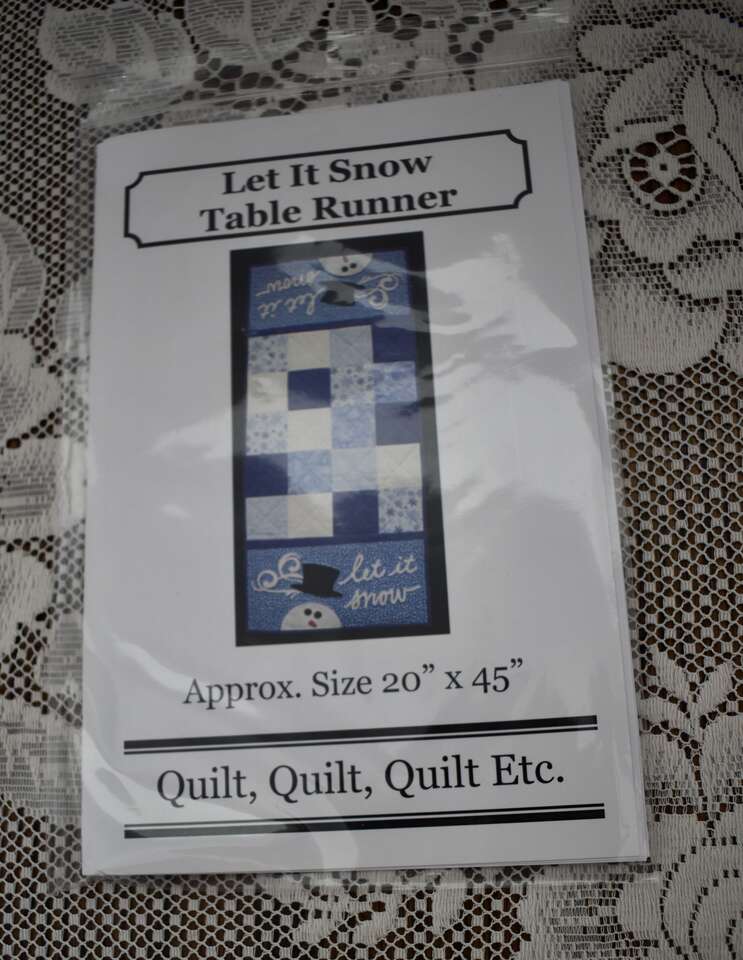 Let It Snow
Table Runner
let it
snow
let it
snow
Approx. Size 20” x 45”
Quilt, Quilt, Quilt Etc.